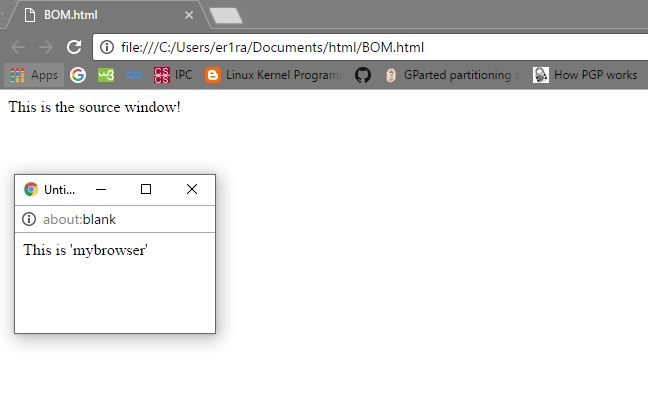 BOM.html
file:///C:/Users/er1ra/Documents/html/BOM.html
Apps IPC Linux Kernel Program GParted partitioning How PGP works
This is the source window!
Unti...
about:blank
This is 'mybrowser'